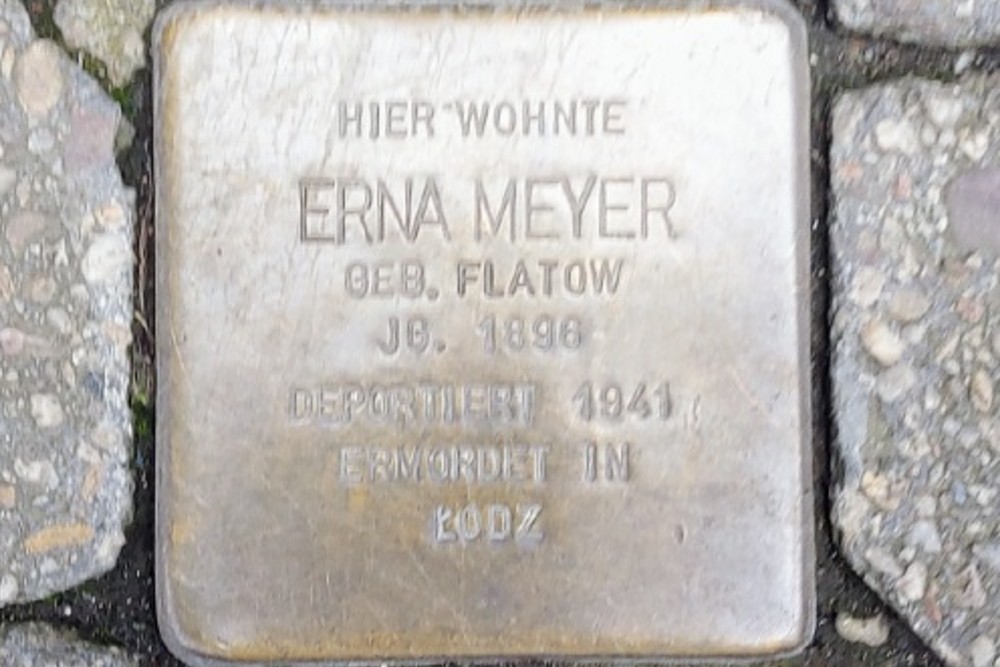 HIER WOHNTE
ERNA MEYER
GEB. FLATOW
JG. 1896
DEPORTIERT 1941
ERMORDET IN
ŁODZ